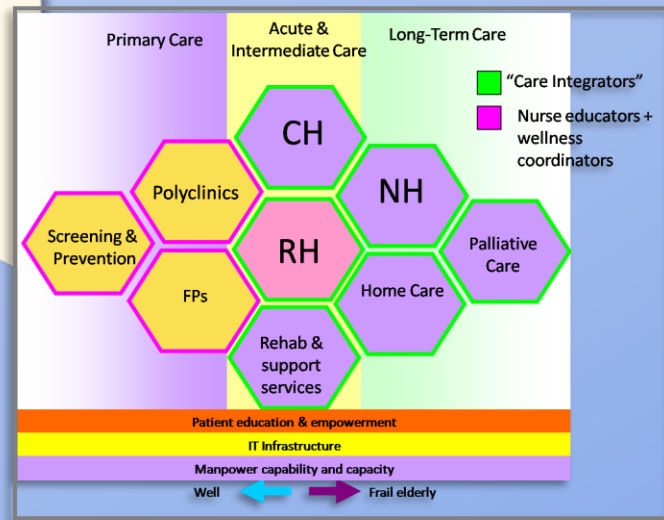 Primary Care
Acute &
Intermediate Care
Long-Term Care
"Care Integrators"
Nurse educators +
wellness
coordinators
CH
Polyclinics
NH
Screening &
Prevention
RH
Palliative
Care
FPs
Home Care
Rehab &
support
services
Patient education & empowerment
IT Infrastructure
Manpower capability and capacity
Well
Frail elderly